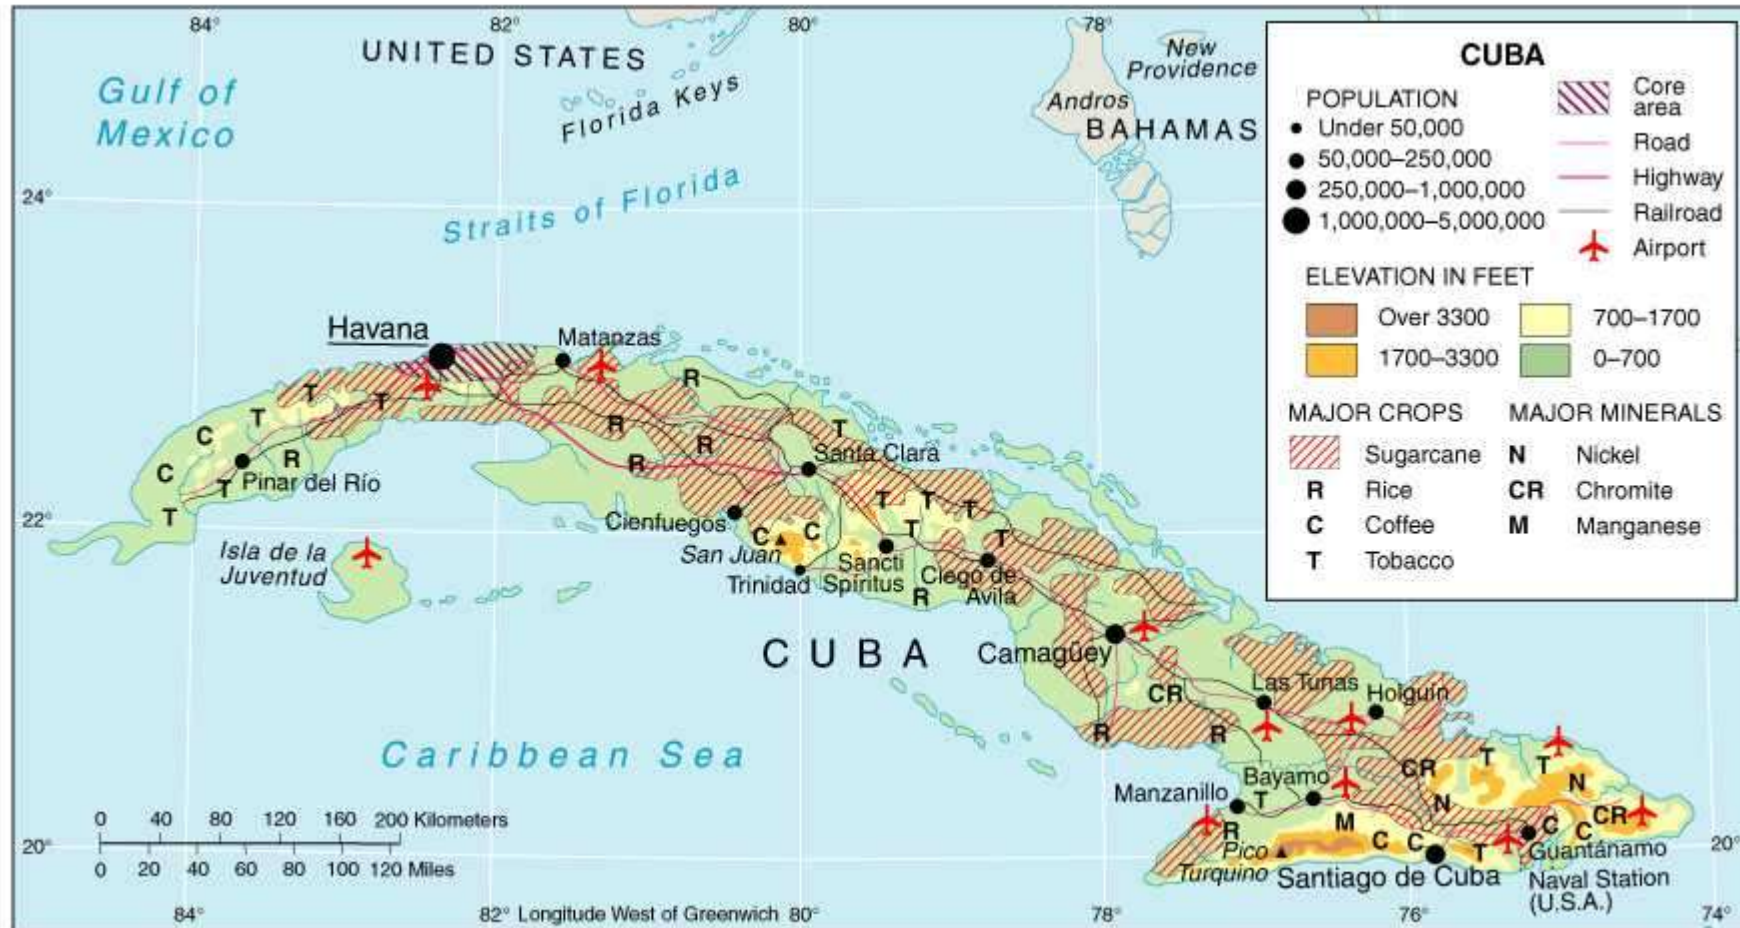 84°
82°
80°
78°
UNITED STATES
Gulf of
Mexico
Florida Keys
New
Providence
Andros
BAHAMAS
24°
Straits of Florida
CUBA
POPULATION
Under 50,000
50,000–250,000
250,000–1,000,000
1,000,000–5,000,000
Core
area
Road
Highway
Railroad
Airport
ELEVATION IN FEET
Over 3300
700–1700
1700–3300
0–700
MAJOR CROPS
Sugarcane
R Rice
C Coffee
T Tobacco
MAJOR MINERALS
N Nickel
CR Chromite
M Manganese
Havana
Matanzas
R
T
T
T
C
R
T
R
Santa Clara
C
Pinar del Río
R
T
R
T
T
T
T
T
T
22°
Cienfuegos
C
C
San Juan
Isla de la
Juventud
Trinidad
Sancti
Spíritus
Ciego de
Avila
R
CUBA
Camagüey
CR
Las Tunas
Holguín
R
R
Caribbean Sea
CR
T
T
N
N
Bayamo
Manzanillo
T
R
M
C
C
T
C
C
CR
Pico
Turquino
Santiago de Cuba
Guantánamo
Naval Station
(U.S.A.)
0 40 80 120 160 200 Kilometers
0 20 40 60 80 100 120 Miles
20°
20°
84°
82° Longitude West of Greenwich 80°
78°
76°
74°